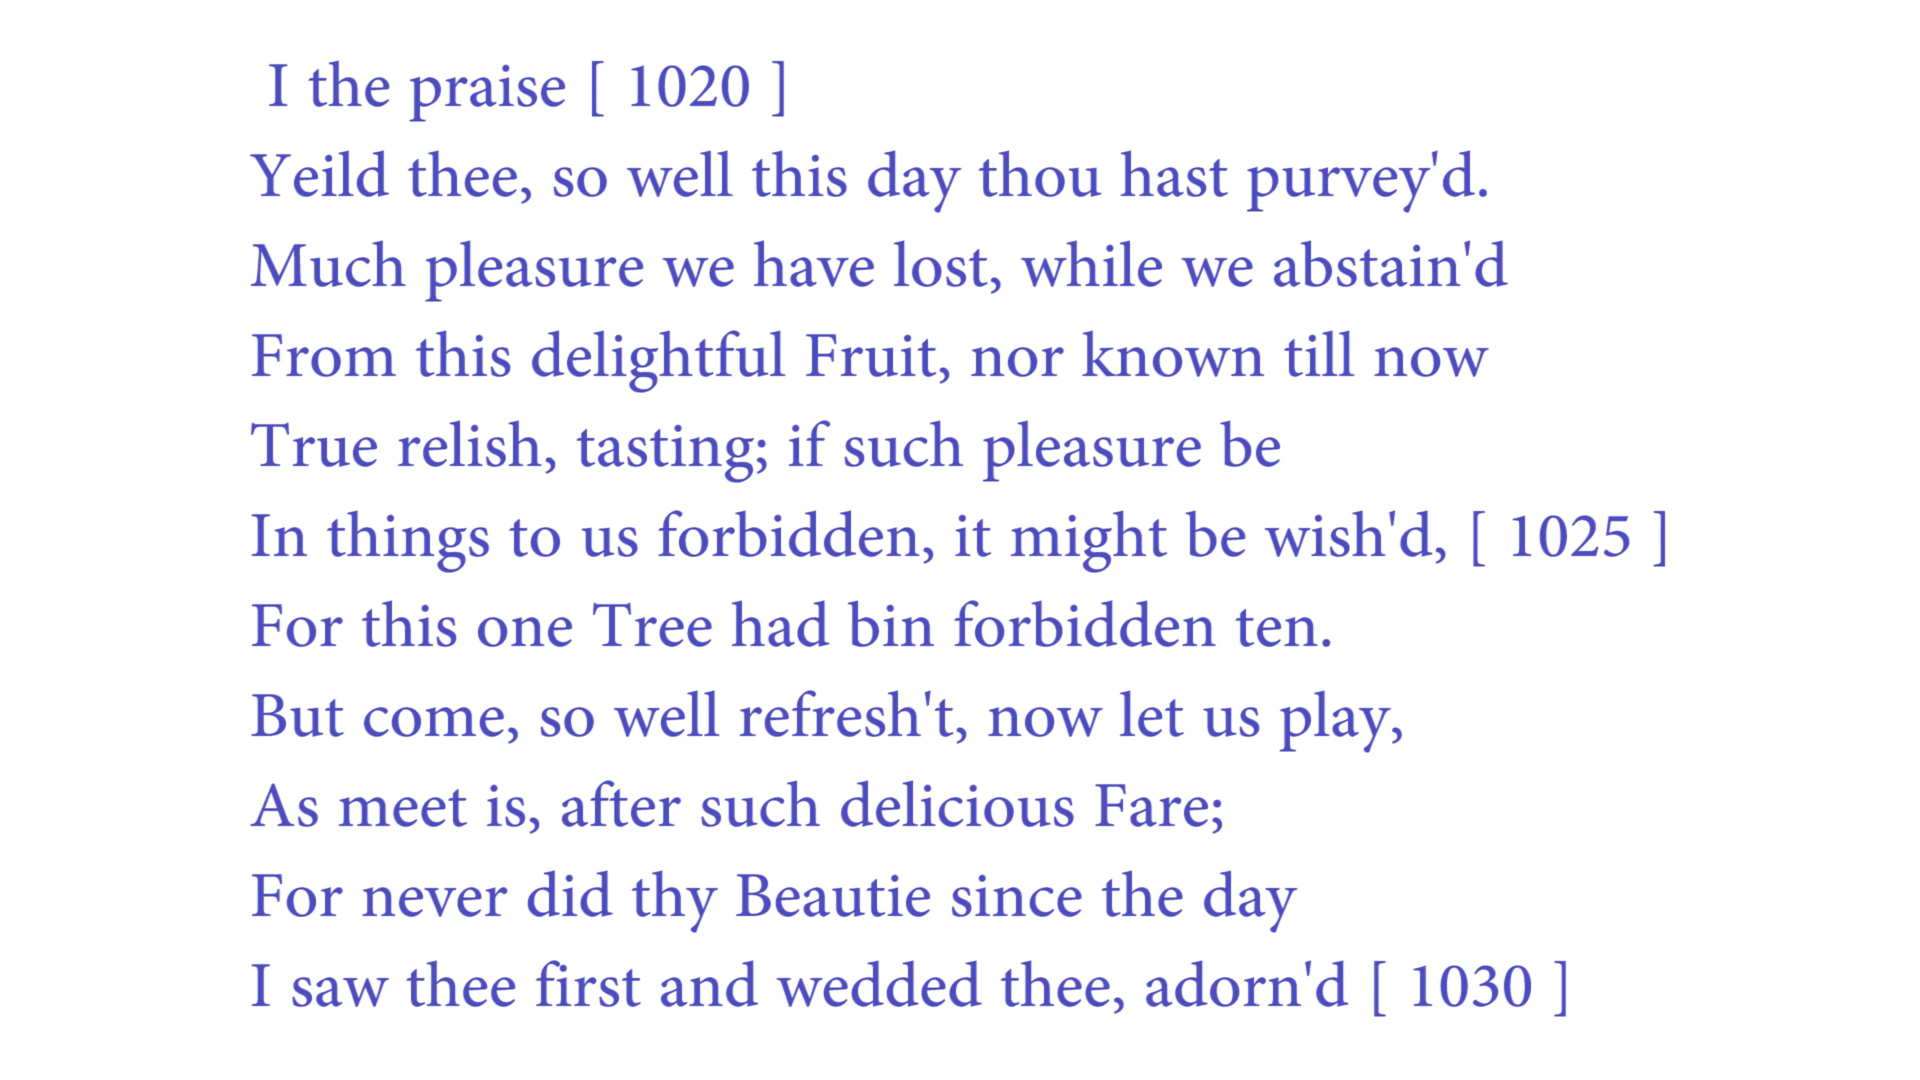 I the praise [ 1020 ]
Yeild thee, so well this day thou hast purvey'd.
Much pleasure we have lost, while we abstain'd
From this delightful Fruit, nor known till now
True relish, tasting; if such pleasure be
In things to us forbidden, it might be wish'd, [ 1025 ]
For this one Tree had bin forbidden ten.
But come, so well refresh't, now let us play,
As meet is, after such delicious Fare;
For never did thy Beautie since the day
I saw thee first and wedded thee, adorn'd [ 1030 ]